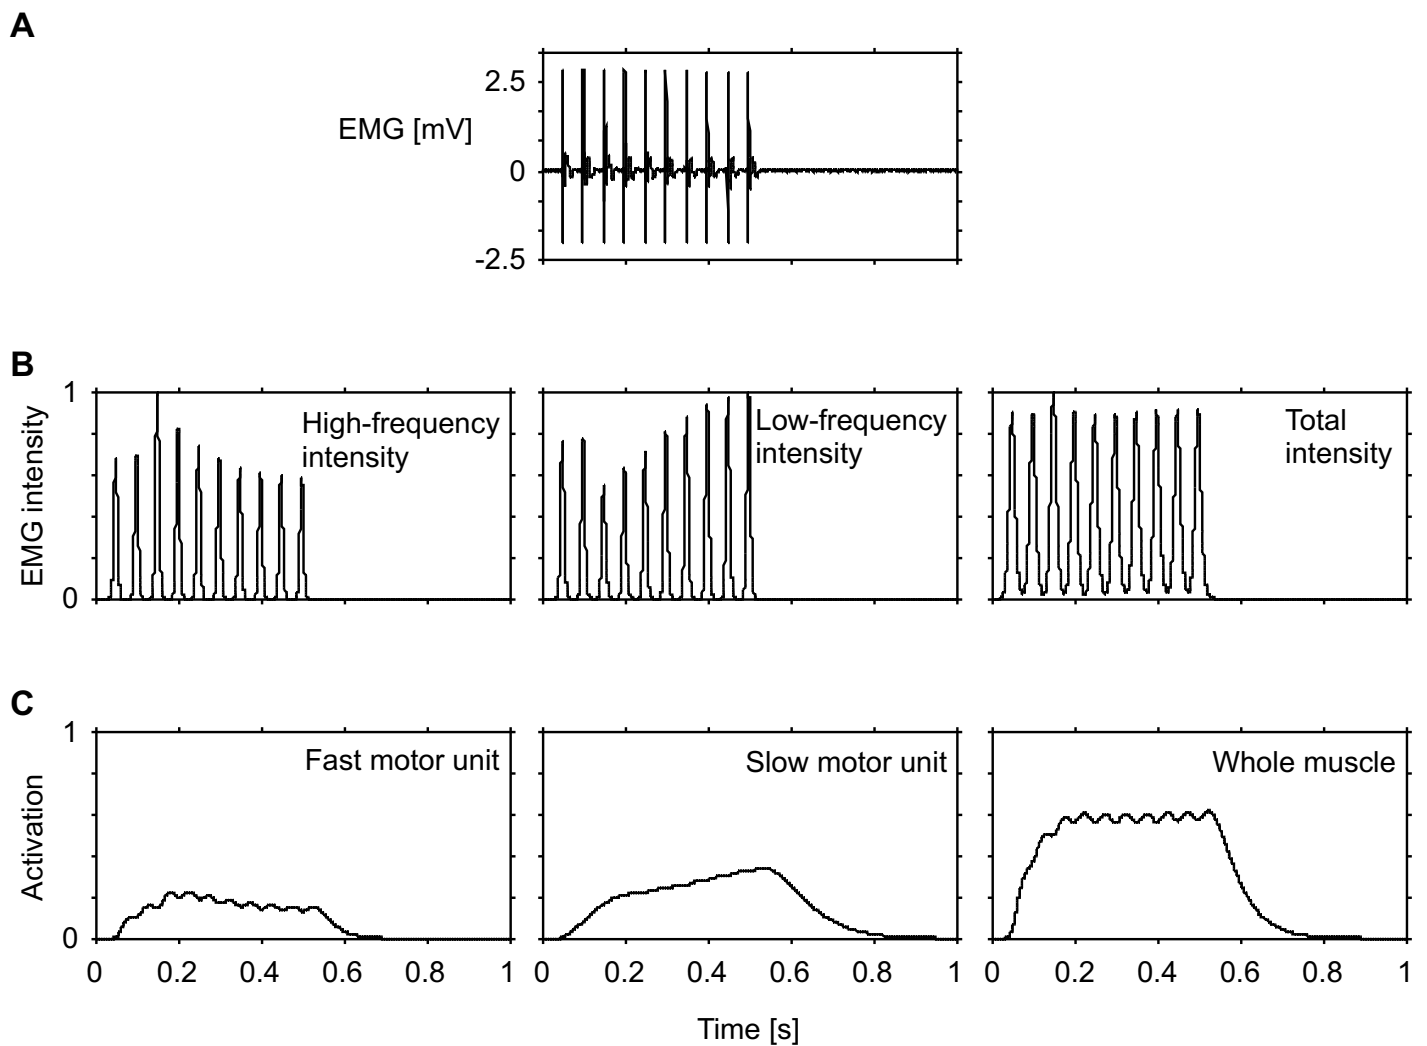 A
EMG [mV]
2.5
0
-2.5
B
EMG intensity
1
0
High-frequency
intensity
Low-frequency
intensity
Total
intensity
C
Activation
1
0
Fast motor unit
Slow motor unit
Whole muscle
0 0.2 0.4 0.6 0.8 1
0 0.2 0.4 0.6 0.8 1
0 0.2 0.4 0.6 0.8 1
Time [s]